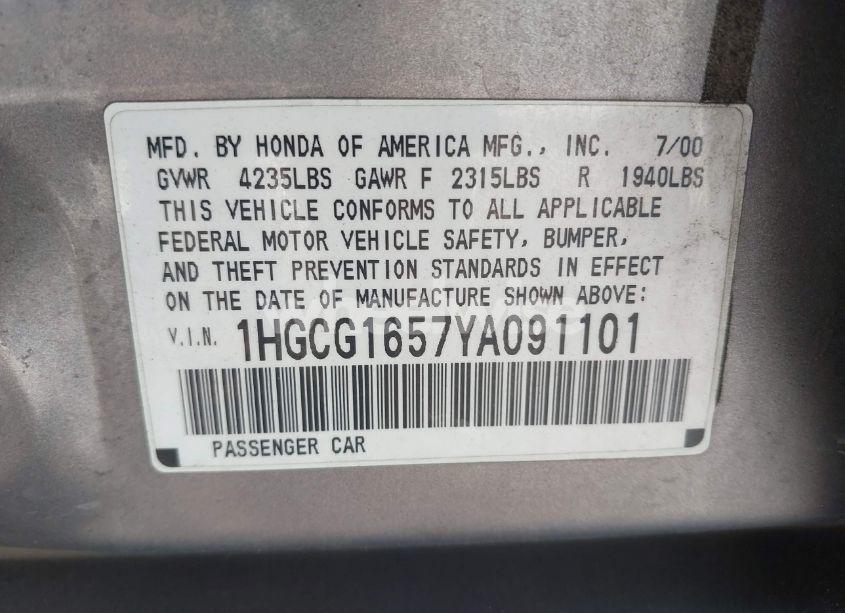 MFD. BY HONDA OF AMERICA MFG., INC. 7/00
GVWR 4235LBS GAWR F 2315LBS R 1940LBS
THIS VEHICLE CONFORMS TO ALL APPLICABLE
FEDERAL MOTOR VEHICLE SAFETY, BUMPER,
AND THEFT PREVENTION STANDARDS IN EFFECT
ON THE DATE OF MANUFACTURE SHOWN ABOVE:
V.I.N. 1HGCG1657YA091101
PASSENGER CAR